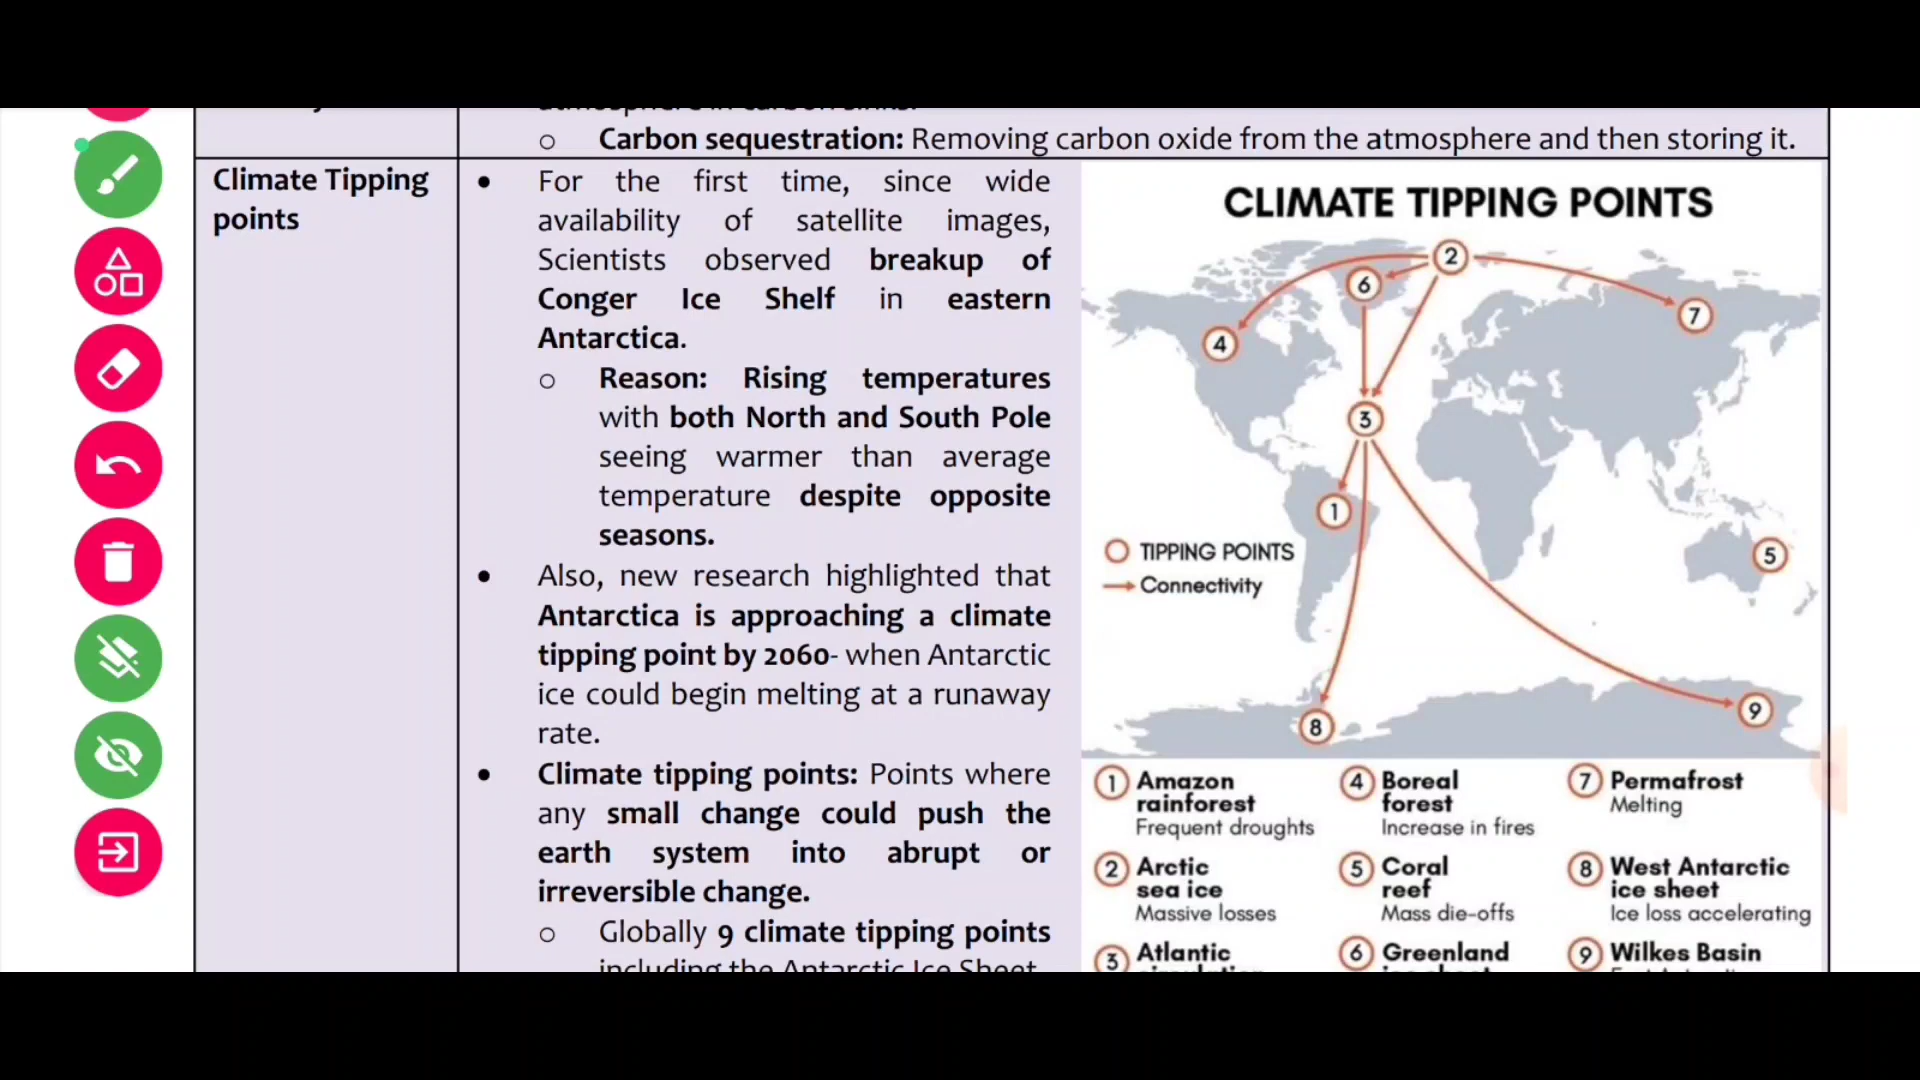 Carbon sequestration: Removing carbon oxide from the atmosphere and then storing it.
Climate Tipping
points
For the first time, since wide
availability of satellite images,
Scientists observed breakup of
Conger Ice Shelf in eastern
Antarctica.
Reason: Rising temperatures
with both North and South Pole
seeing warmer than average
temperature despite opposite
seasons.
Also, new research highlighted that
Antarctica is approaching a climate
tipping point by 2060- when Antarctic
ice could begin melting at a runaway
rate.
Climate tipping points: Points where
any small change could push the
earth system into abrupt or
irreversible change.
Globally 9 climate tipping points
including the Antarctic Ice Sheet
CLIMATE TIPPING POINTS
2
6
7
4
3
1
5
TIPPING POINTS
Connectivity
8
9
1 Amazon
rainforest
Frequent droughts
2 Arctic
sea ice
Massive losses
3 Atlantic
4 Boreal
forest
Increase in fires
5 Coral
reef
Mass die-offs
6 Greenland
7 Permafrost
Melting
8 West Antarctic
ice sheet
Ice loss accelerating
9 Wilkes Basin